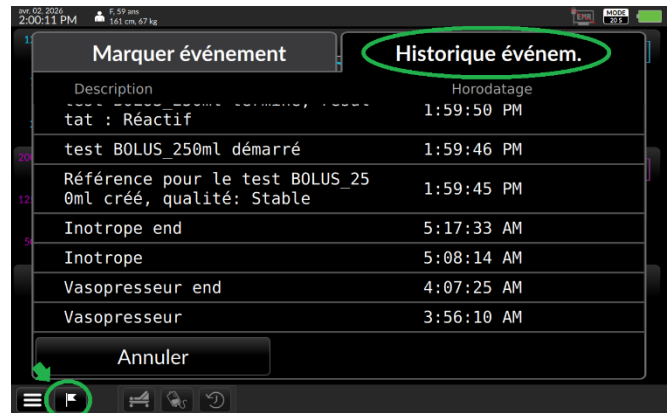 avr. 02, 2026
2:00:11 PM
F, 59 ans
161 cm, 67 kg
EMR
MODE
20 S
Marquer événement
Historique événem.
Description
Horodatage
tat : Réactif
1:59:50 PM
test BOLUS_250ml démarré
1:59:46 PM
Référence pour le test BOLUS_25
0ml créé, qualité: Stable
1:59:45 PM
Inotrope end
5:17:33 AM
Inotrope
5:08:14 AM
Vasopresseur end
4:07:25 AM
Vasopresseur
3:56:10 AM
Annuler